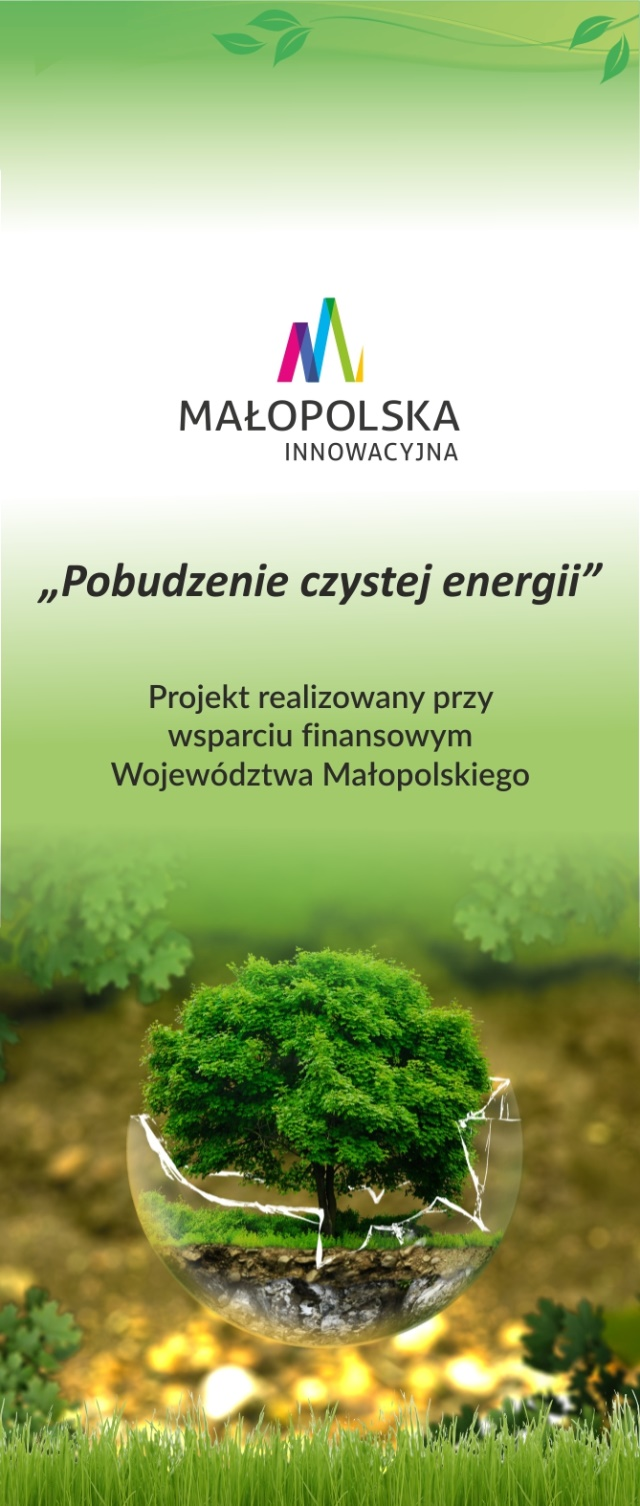 MAŁOPOLSKA
INNOWACYJNA
„Pobudzenie czystej energii”
Projekt realizowany przy
wsparciu finansowym
Województwa Małopolskiego